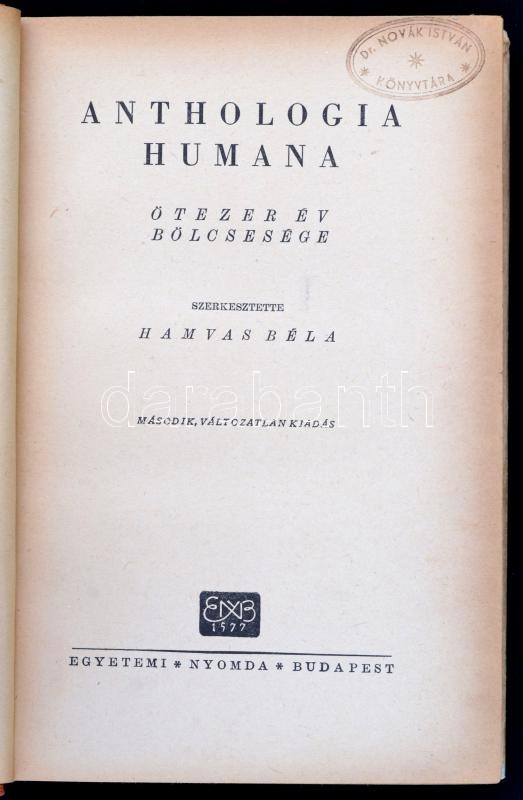 Dr. NOVÁK ISTVÁN
KÖNYVTÁRA
ANTHOLOGIA
HUMANA
ÖTEZER ÉV
BÖLCSESÉGE
SZERKESZTETTE
HAMVAS BÉLA
darabanth
MÁSODIK, VÁLTOZATLAN KIADÁS
ENB
1577
EGYETEMI * NYOMDA * BUDAPEST